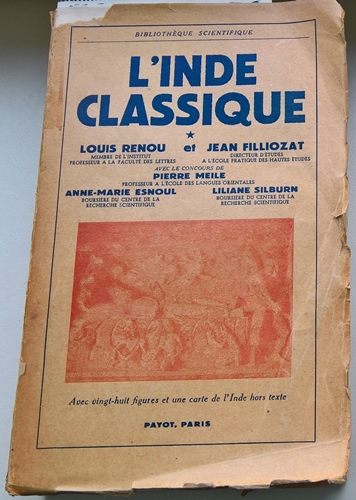 BIBLIOTHÈQUE SCIENTIFIQUE
L'INDE
CLASSIQUE
*
LOUIS RENOU et JEAN FILLIOZAT
MEMBRE DE L'INSTITUT DIRECTEUR D'ÉTUDES
PROFESSEUR A LA FACULTÉ DES LETTRES A L'ÉCOLE PRATIQUE DES HAUTES ÉTUDES
AVEC LE CONCOURS DE
PIERRE MEILE
PROFESSEUR A L'ÉCOLE DES LANGUES ORIENTALES
ANNE-MARIE ESNOUL LILIANE SILBURN
BOURSIÈRE DU CENTRE DE LA BOURSIÈRE DU CENTRE DE LA
RECHERCHE SCIENTIFIQUE RECHERCHE SCIENTIFIQUE
Avec vingt-huit figures et une carte de l'Inde hors texte
PAYOT, PARIS